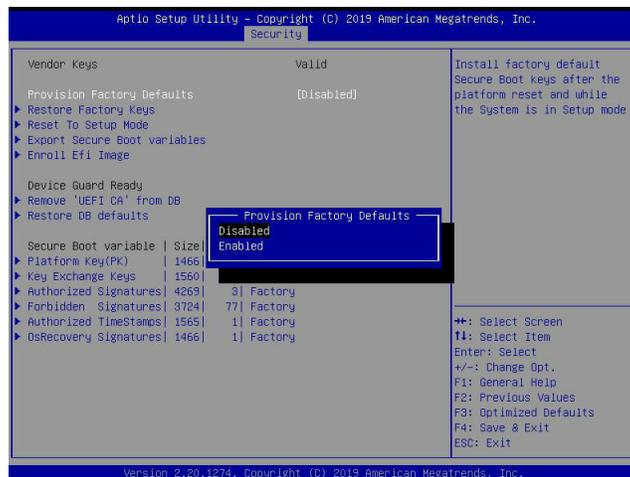 Aptio Setup Utility – Copyright (C) 2019 American Megatrends, Inc.
Security
Vendor Keys Valid
Provision Factory Defaults [Disabled]
Restore Factory Keys
Reset To Setup Mode
Export Secure Boot variables
Enroll Efi Image
Device Guard Ready
Remove 'UEFI CA' from DB
Restore DB defaults
Secure Boot variable | Size|
Platform Key(PK) | 1466|
Key Exchange Keys | 1560|
Authorized Signatures| 4269| 3| Factory
Forbidden Signatures| 3724| 77| Factory
Authorized TimeStamps| 1565| 1| Factory
OsRecovery Signatures| 1466| 1| Factory
Provision Factory Defaults
Disabled
Enabled
Install factory default
Secure Boot keys after the
platform reset and while
the System is in Setup mode
→←: Select Screen
↑↓: Select Item
Enter: Select
+/-: Change Opt.
F1: General Help
F2: Previous Values
F3: Optimized Defaults
F4: Save & Exit
ESC: Exit
Version 2.20.1274. Copyright (C) 2019 American Megatrends, Inc.